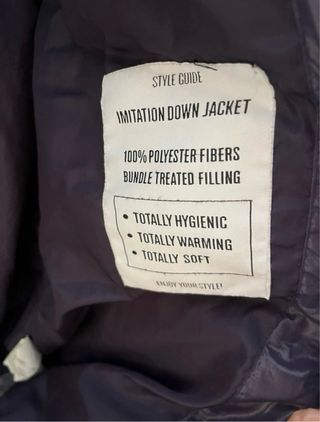 STYLE GUIDE
IMITATION DOWN JACKET
100% POLYESTER FIBERS
BUNDLE TREATED FILLING
• TOTALLY HYGIENIC
• TOTALLY WARMING
• TOTALLY SOFT
ENJOY YOUR STYLE!